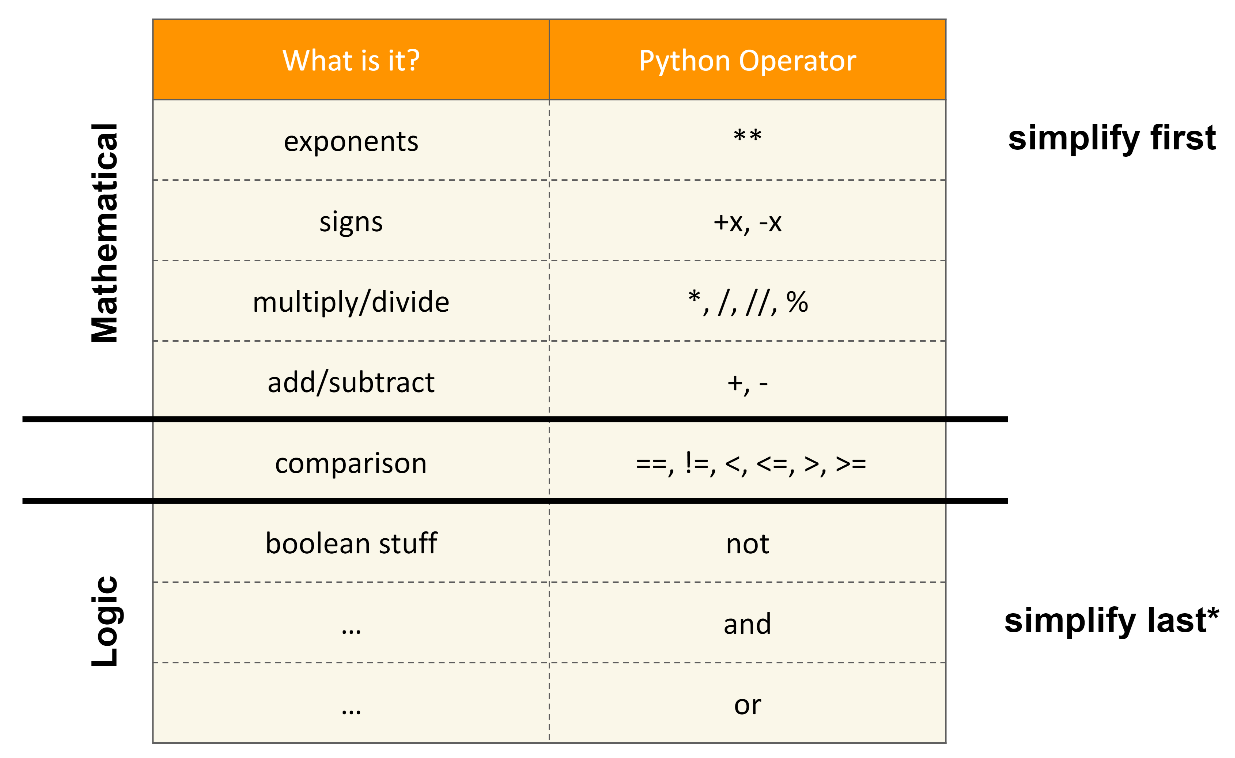 What is it? Python Operator
exponents **
simplify first
signs +x, -x
Mathematical
multiply/divide *, /, //, %
add/subtract +, -
comparison ==, !=, <, <=, >, >=
boolean stuff not
Logic
... and
simplify last*
... or